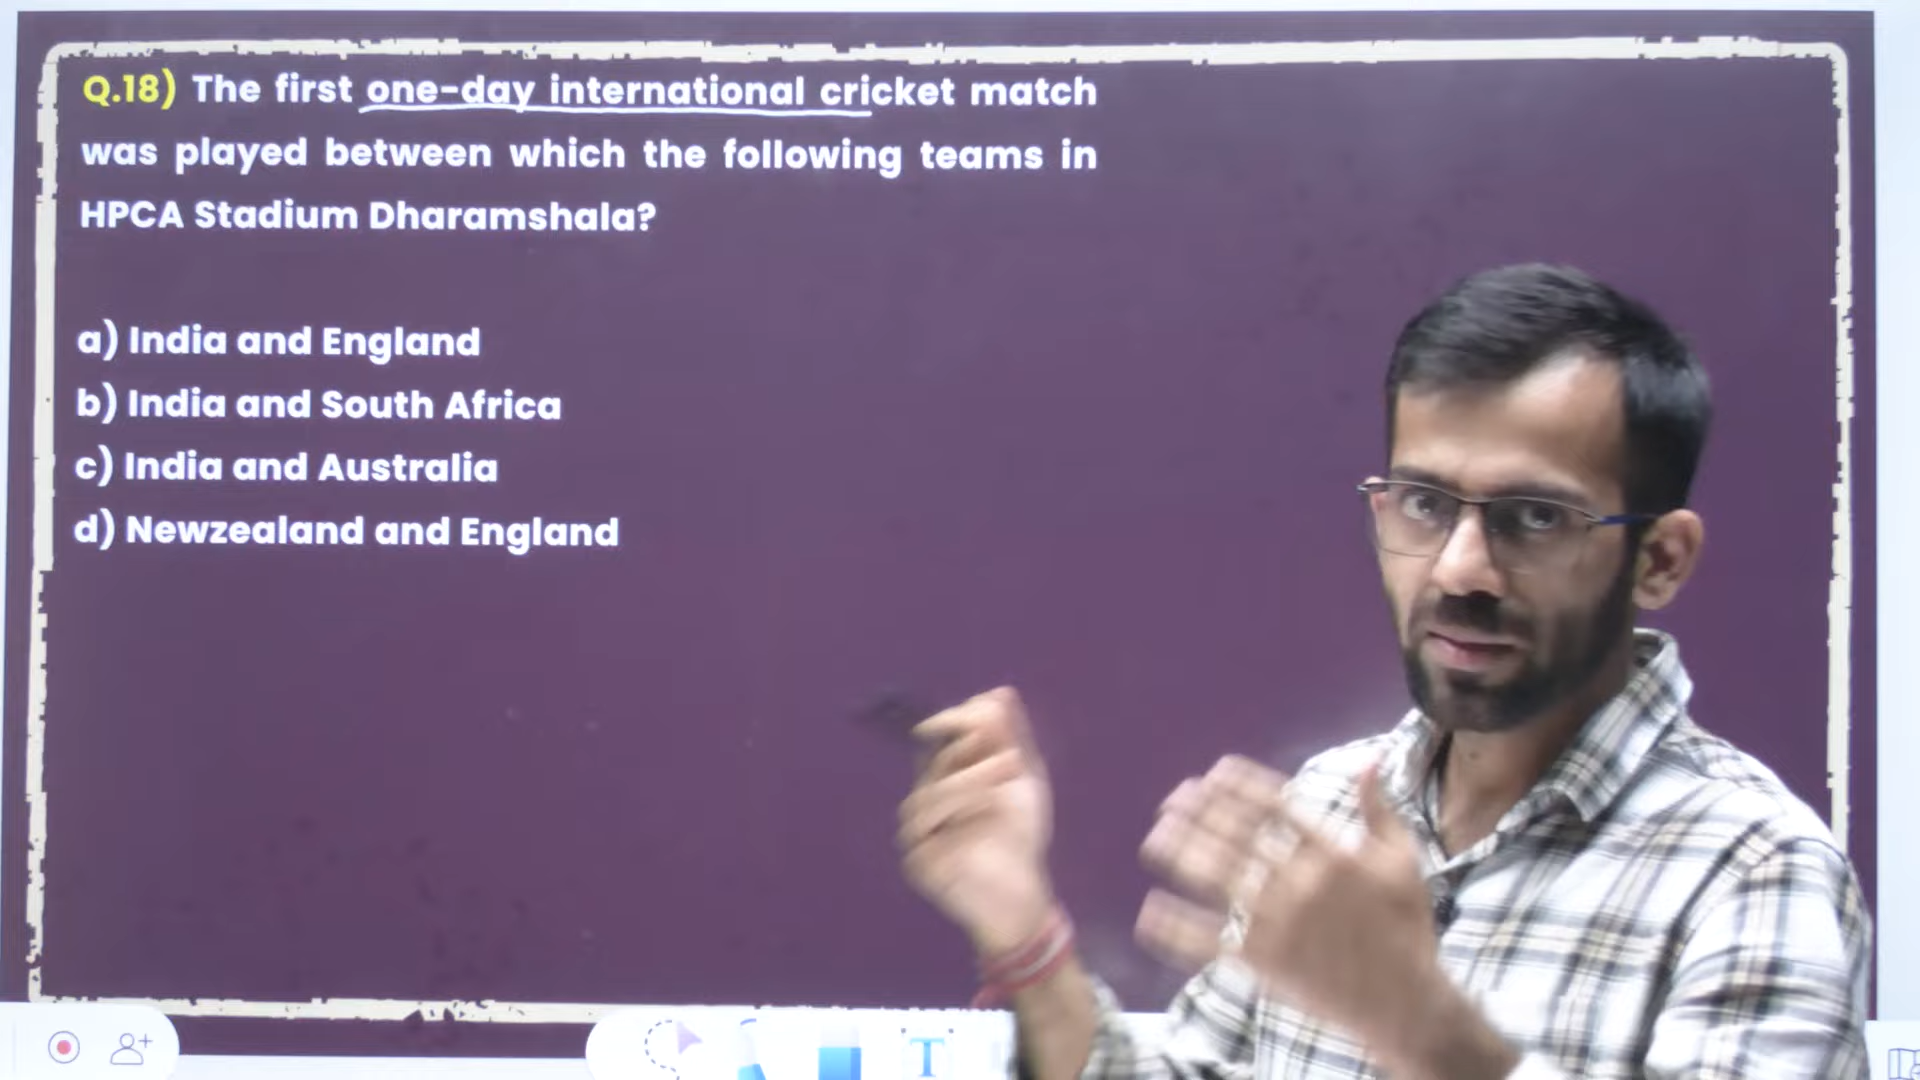 Q.18) The first one-day international cricket match
was played between which the following teams in
HPCA Stadium Dharamshala?
a) India and England
b) India and South Africa
c) India and Australia
d) Newzealand and England
T